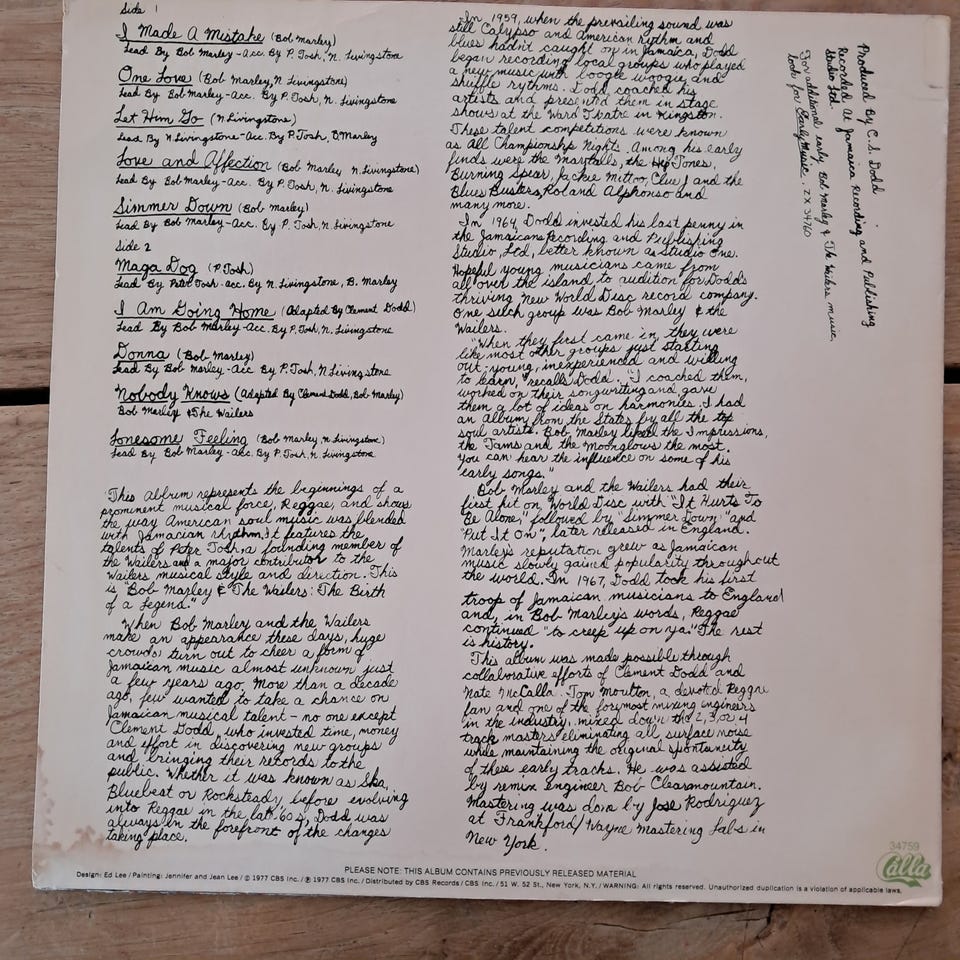 Side 1
I Made A Mistake (Bob Marley)
Lead By Bob Marley-Acc. By P. Tosh, N. Livingstone
One Love (Bob Marley, N. Livingstone)
Lead By Bob Marley-Acc. By P. Tosh, N. Livingstone
Let Him Go (N Livingstone)
Lead By N Livingstone-Acc. By P. Tosh, B. Marley
Love and Affection (Bob Marley N. Livingstone)
Lead By Bob Marley-Acc. By P. Tosh, N. Livingstone
Simmer Down (Bob Marley)
Lead By Bob Marley-Acc. By P. Tosh, N. Livingstone
Side 2
Maga Dog (P. Tosh)
Lead By Peter Tosh-acc. By N. Livingstone, B. Marley
I Am Going Home (Adapted By Clement Dodd)
Lead By Bob Marley-Acc. By P. Tosh, N. Livingstone
Donna (Bob Marley)
Lead By Bob Marley-Acc By P. Tosh, N. Livingstone
Nobody Knows (Adapted By Clement Dodd, Bob Marley)
Bob Marley & The Wailers
Lonesome Feeling (Bob Marley N. Livingstone)
Lead By Bob Marley-acc. By P. Tosh, N. Livingstone
This Album represents the beginnings of a
prominent musical force, Reggae, and shows
the way American soul music was blended
with Jamacian rhythm. It features the
talents of Peter Tosh, a founding member of
the Wailers and a major contributor to the
Wailers musical style and direction. This
is "Bob Marley & The Wailers: The Birth
of a Legend."
When Bob Marley and the Wailers
make an appearance these days, huge
crowds turn out to cheer a form of
Jamaican music almost unknown just
a few years ago. More than a decade
ago, few wanted to take a chance on
Jamaican musical talent - no one except
Clement Dodd, who invested time, money
and effort in discovering new groups
and bringing their records to the
public. Whether it was known as Ska,
Bluebeat or Rocksteady before evolving
into Reggae in the late '60s, Dodd was
always in the forefront of the changes
taking place.
In 1959, when the prevailing sound was
still Calypso and American rythm and
blues hadn't caught on in Jamaica, Dodd
began recording local groups who played
a new music with boogie woogie and
shuffle rythms. Dodd coached his
artists and presented them in stage
shows at the Ward Theatre in Kingston.
These talent competitions were known
as All Championship Nights. Among his early
finds were the Maytalls, the Hep Tones,
Burning Spear, Jackie Mittoo, Clue J and the
Blues Busters, Roland Alphonso and
many more.
In 1964, Dodd invested his last penny in
the Jamaican Recording and Publishing
Studio, Ltd, better known as Studio One.
Hopeful young musicians came from
all over the island to audition for Dodd's
thriving New World Disc record company.
One such group was Bob Marley & the
Wailers.
"When they first came in, they were
like most other groups just starting
out: young, inexperienced and willing
to learn," recalls Dodd. "I coached them,
worked on their songwriting and gave
them a lot of ideas on harmonies. I had
an album from the States by all the top
soul artists. Bob Marley liked the Impressions,
the Tams and the Moonglows the most.
You can hear the influence on some of his
early songs."
Bob Marley and the Wailers had their
first hit on World Disc with "It Hurts To
Be Alone," followed by "Simmer Down" and
"Put It On", later released in England.
Marley's reputation grew as Jamaican
music slowly gained popularity throughout
the world. In 1967, Dodd took his first
troop of Jamaican musicians to England
and, in Bob Marley's words, Reggae
continued "to creep up on ya." The rest
is history.
This album was made possible through
collaborative efforts of Clement Dodd and
Nate McCalla. Tom Moulton, a devoted Reggae
fan and one of the foremost mixing engineers
in the industry, mixed down the 2, 3, or 4
track masters eliminating all surface noise
while maintaining the original spontaneity
of these early tracks. He was assisted
by remix engineer Bob Clearmountain.
Mastering was done by Jose Rodriguez
at Frankford/Wayne Mastering Labs in
New York.
Produced By C.S. Dodd
Recorded At Jamaica Recording and Publishing
Studio Ltd.
For additional early Bob Marley & The Wailers music,
look for Early Music. ZX 34760
34759
Calla
PLEASE NOTE: THIS ALBUM CONTAINS PREVIOUSLY RELEASED MATERIAL
Design: Ed Lee / Painting: Jennifer and Jean Lee / © 1977 CBS Inc. / ℗ 1977 CBS Inc. / Distributed by CBS Records / CBS Inc. / 51 W. 52 St., New York, N.Y. / WARNING: All rights reserved. Unauthorized duplication is a violation of applicable laws.